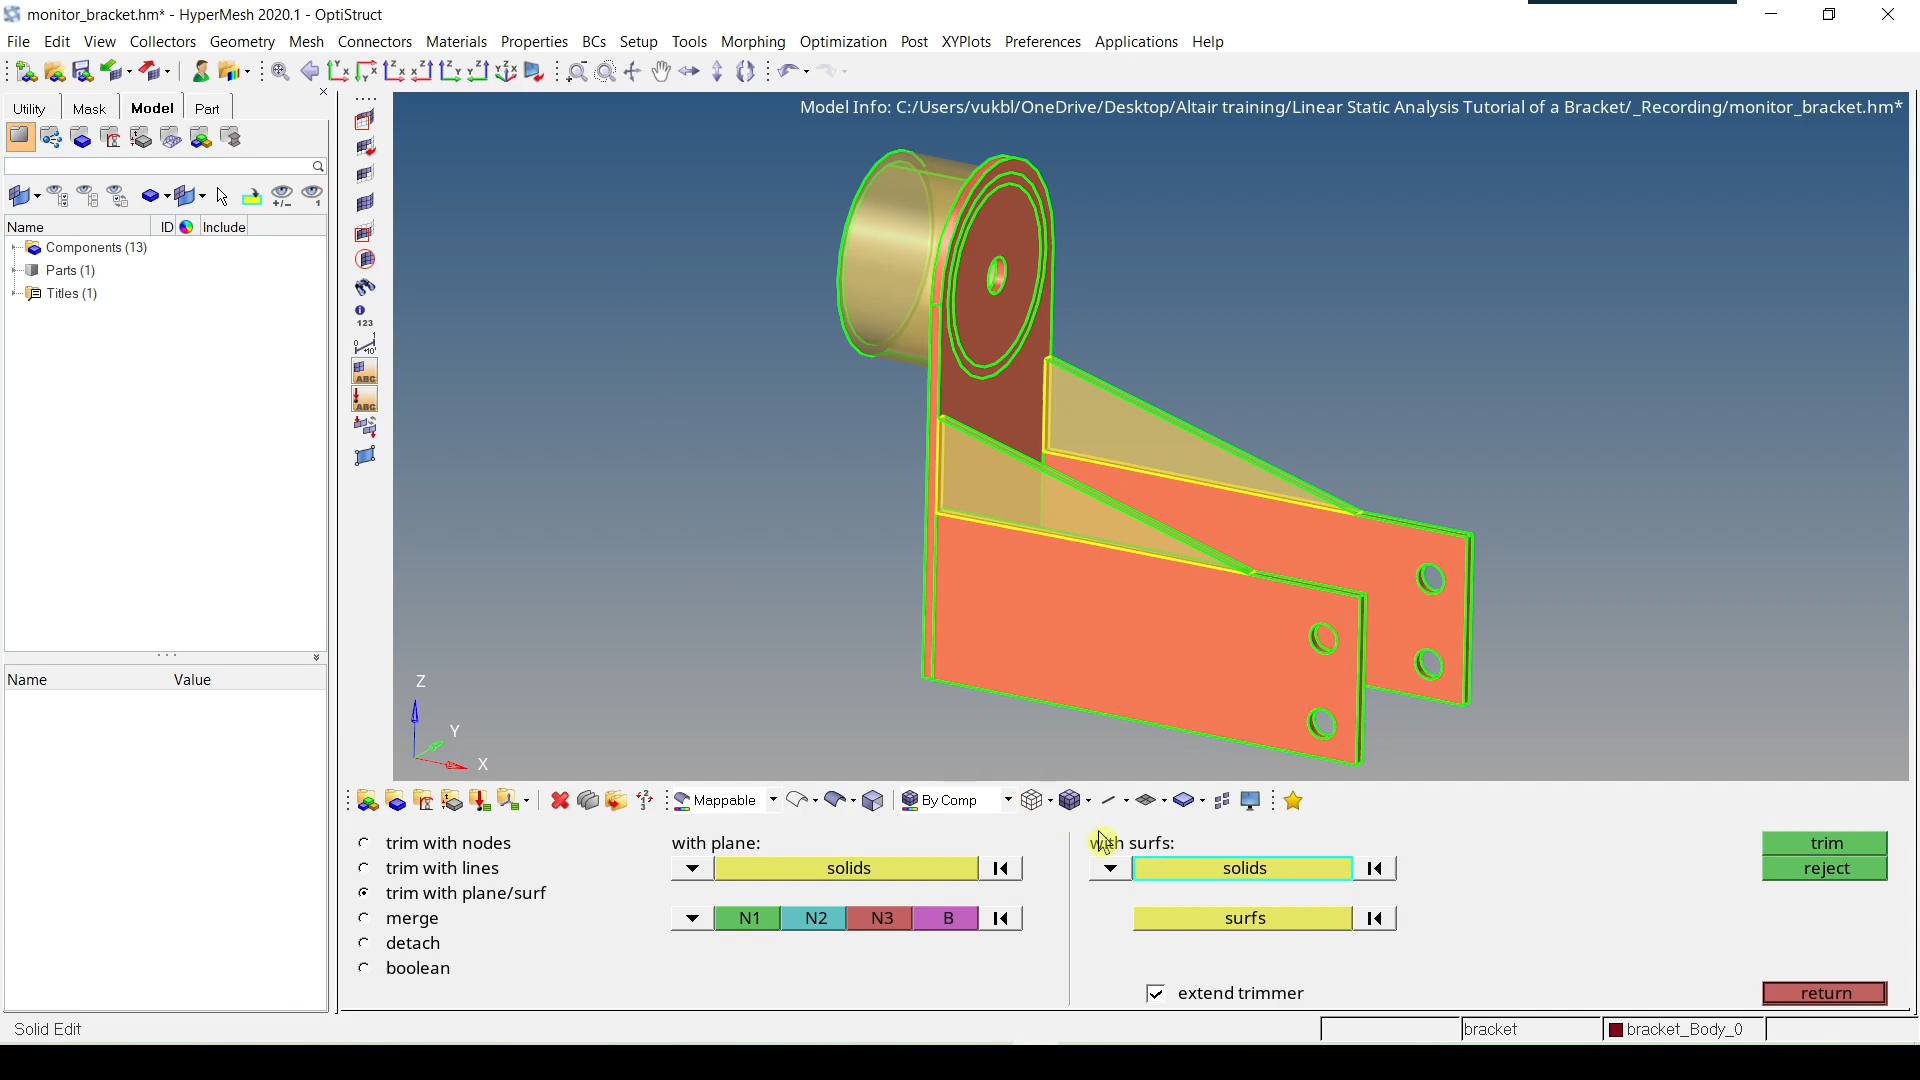 monitor_bracket.hm* - HyperMesh 2020.1 - OptiStruct
File Edit View Collectors Geometry Mesh Connectors Materials Properties BCs Setup Tools Morphing Optimization Post XYPlots Preferences Applications Help
Utility Mask Model Part
Model Info: C:/Users/vukbl/OneDrive/Desktop/Altair training/Linear Static Analysis Tutorial of a Bracket/_Recording/monitor_bracket.hm*
Name ID Include
Components (13)
Parts (1)
Titles (1)
123
ABC
ABC
Name Value
Z
Y
X
Mappable By Comp
trim with nodes with plane: with surfs: trim
trim with lines solids solids reject
trim with plane/surf
merge N1 N2 N3 B surfs
detach
boolean
extend trimmer return
Solid Edit bracket bracket_Body_0